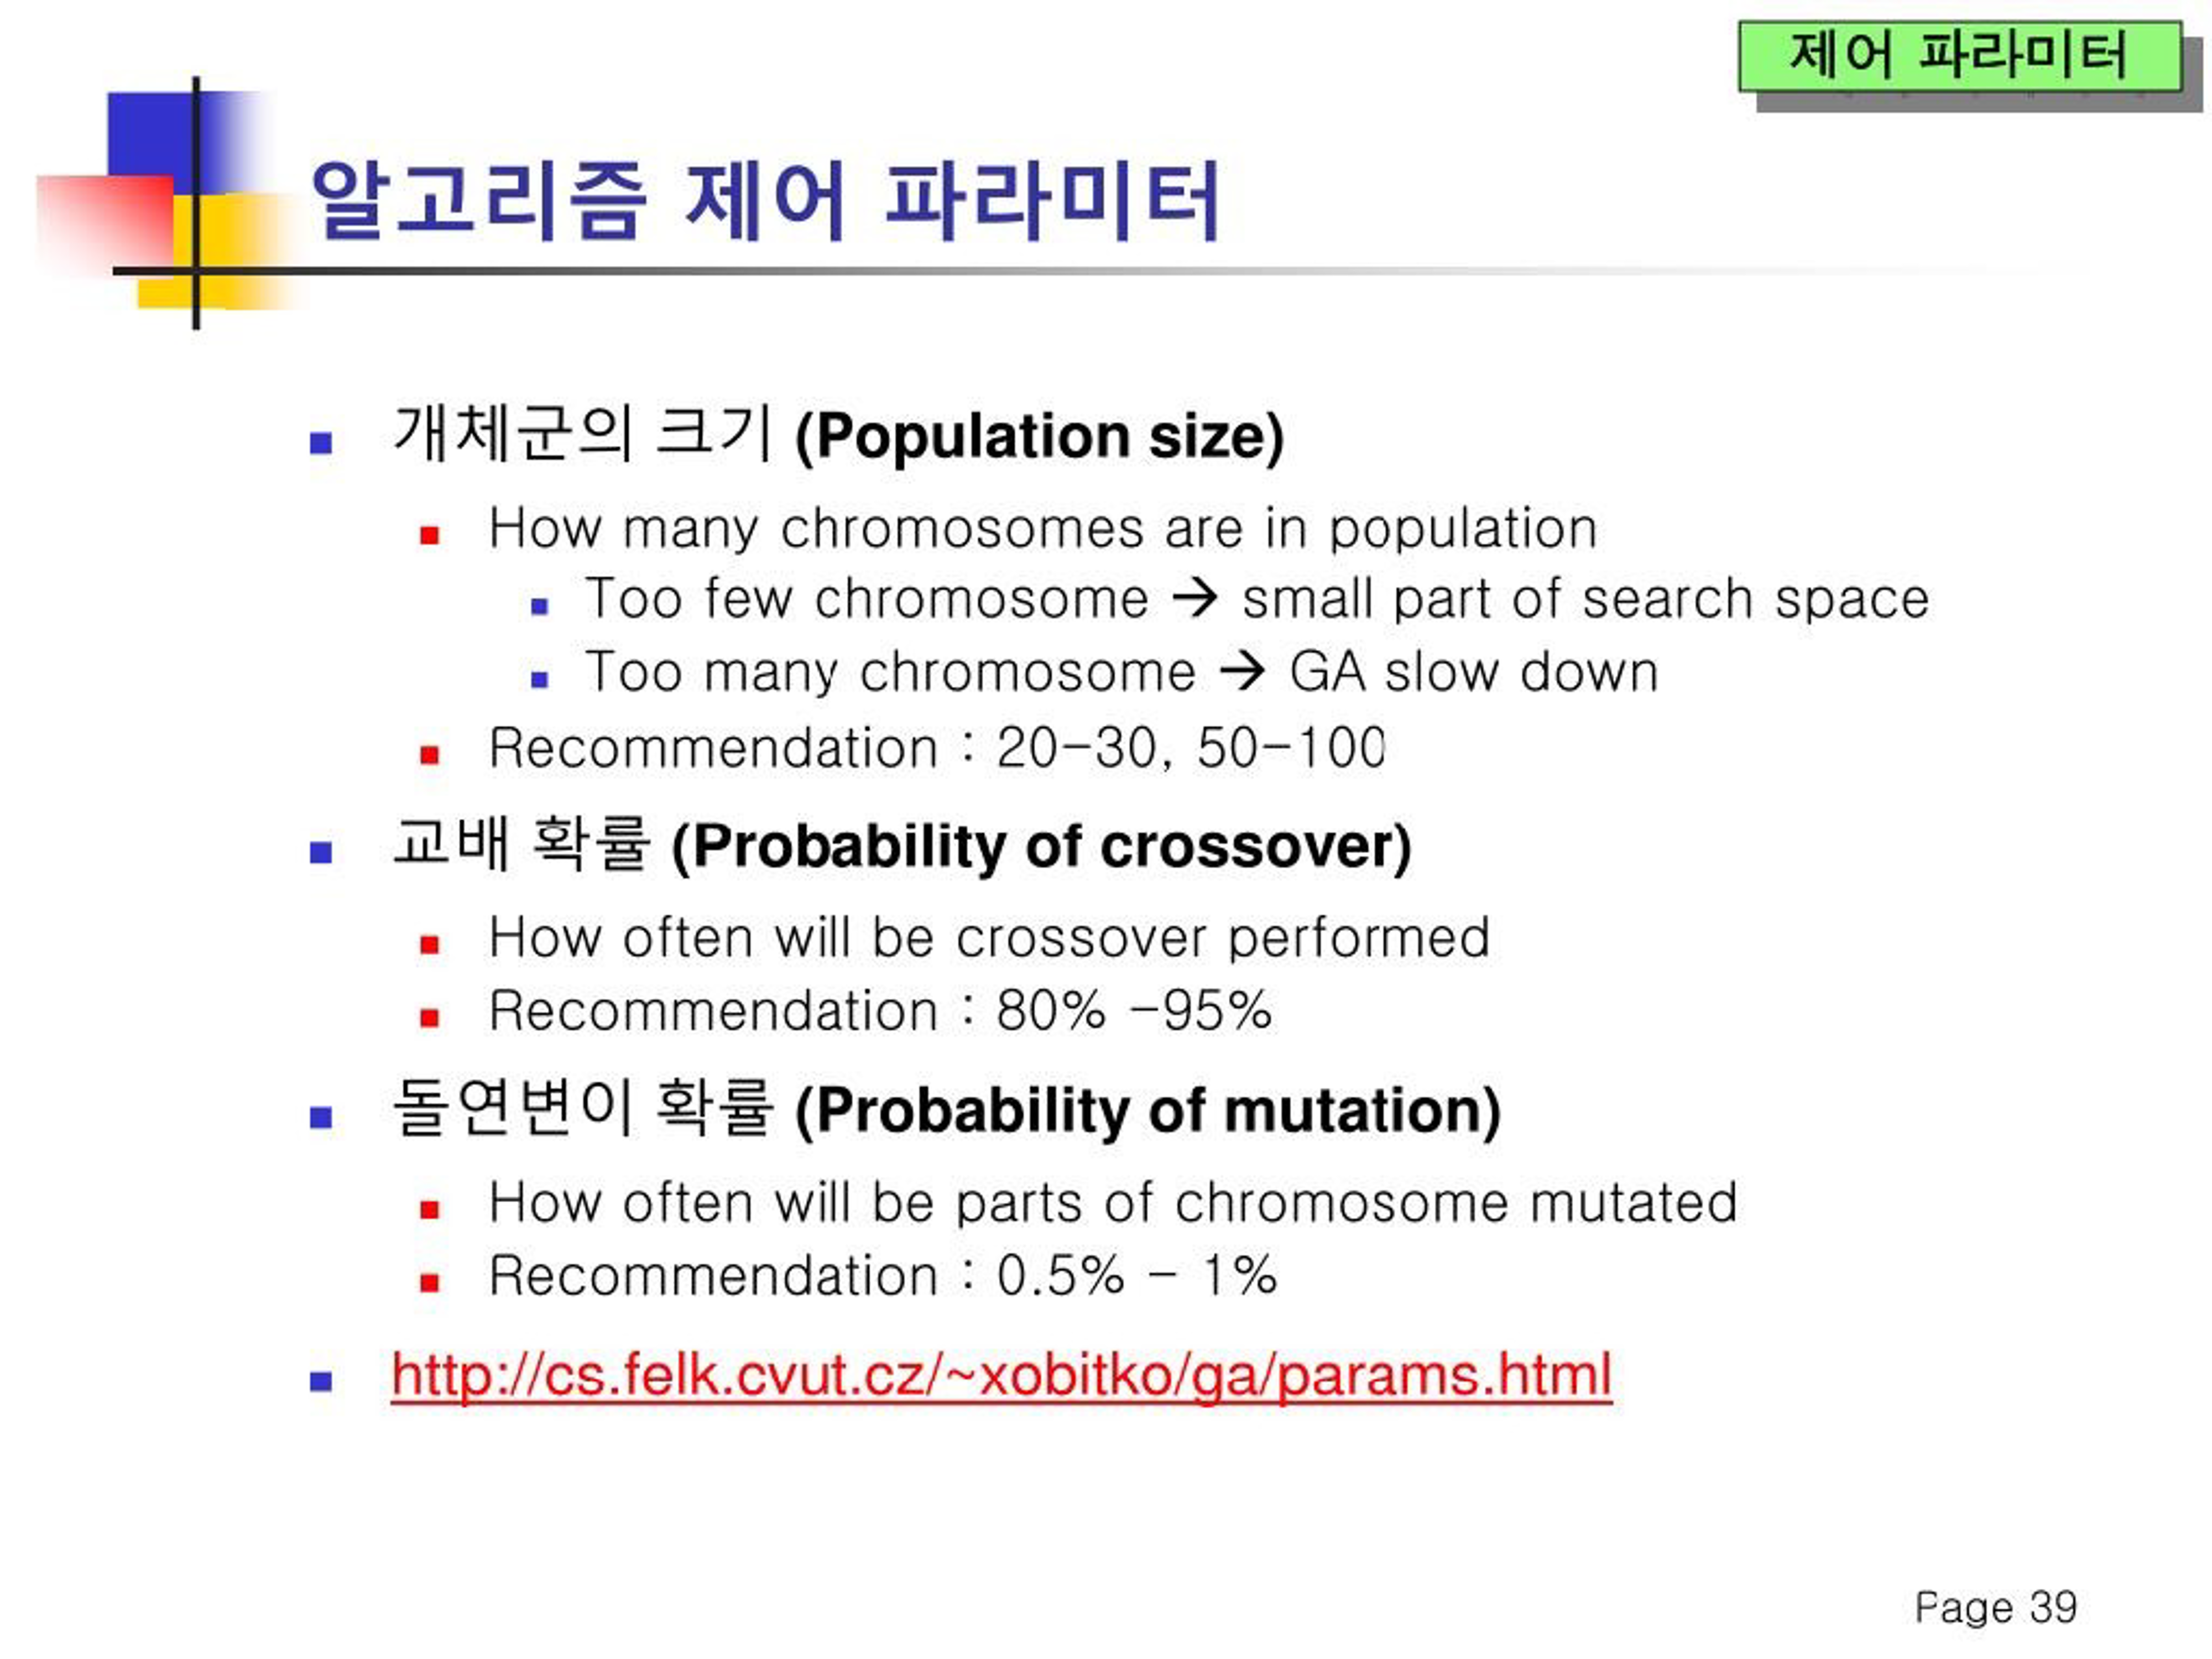 제어 파라미터
알고리즘 제어 파라미터
개체군의 크기 (Population size)
How many chromosomes are in population
Too few chromosome → small part of search space
Too many chromosome → GA slow down
Recommendation : 20-30, 50-100
교배 확률 (Probability of crossover)
How often will be crossover performed
Recommendation : 80% -95%
돌연변이 확률 (Probability of mutation)
How often will be parts of chromosome mutated
Recommendation : 0.5% - 1%
http://cs.felk.cvut.cz/~xobitko/ga/params.html
Page 39